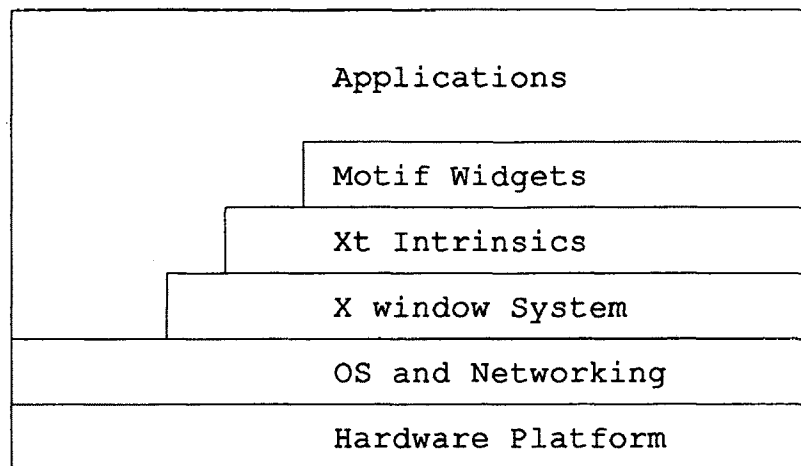 Applications
Motif Widgets
Xt Intrinsics
X window System
OS and Networking
Hardware Platform